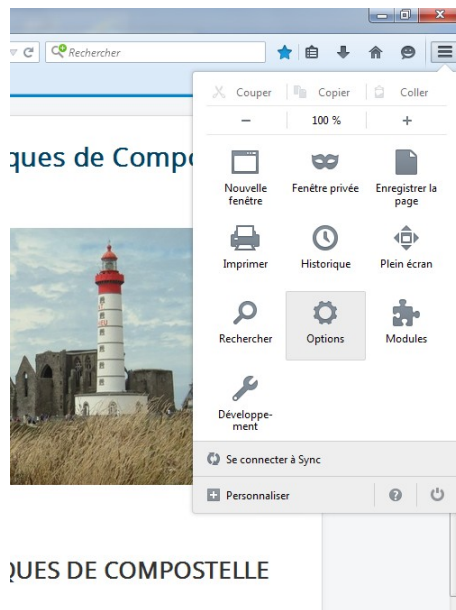 Rechercher
Couper Copier Coller
− 100 % +
ques de Comp
Nouvelle fenêtre
Fenêtre privée
Enregistrer la page
Imprimer
Historique
Plein écran
Rechercher
Options
Modules
Développe-
ment
Se connecter à Sync
Personnaliser
QUES DE COMPOSTELLE